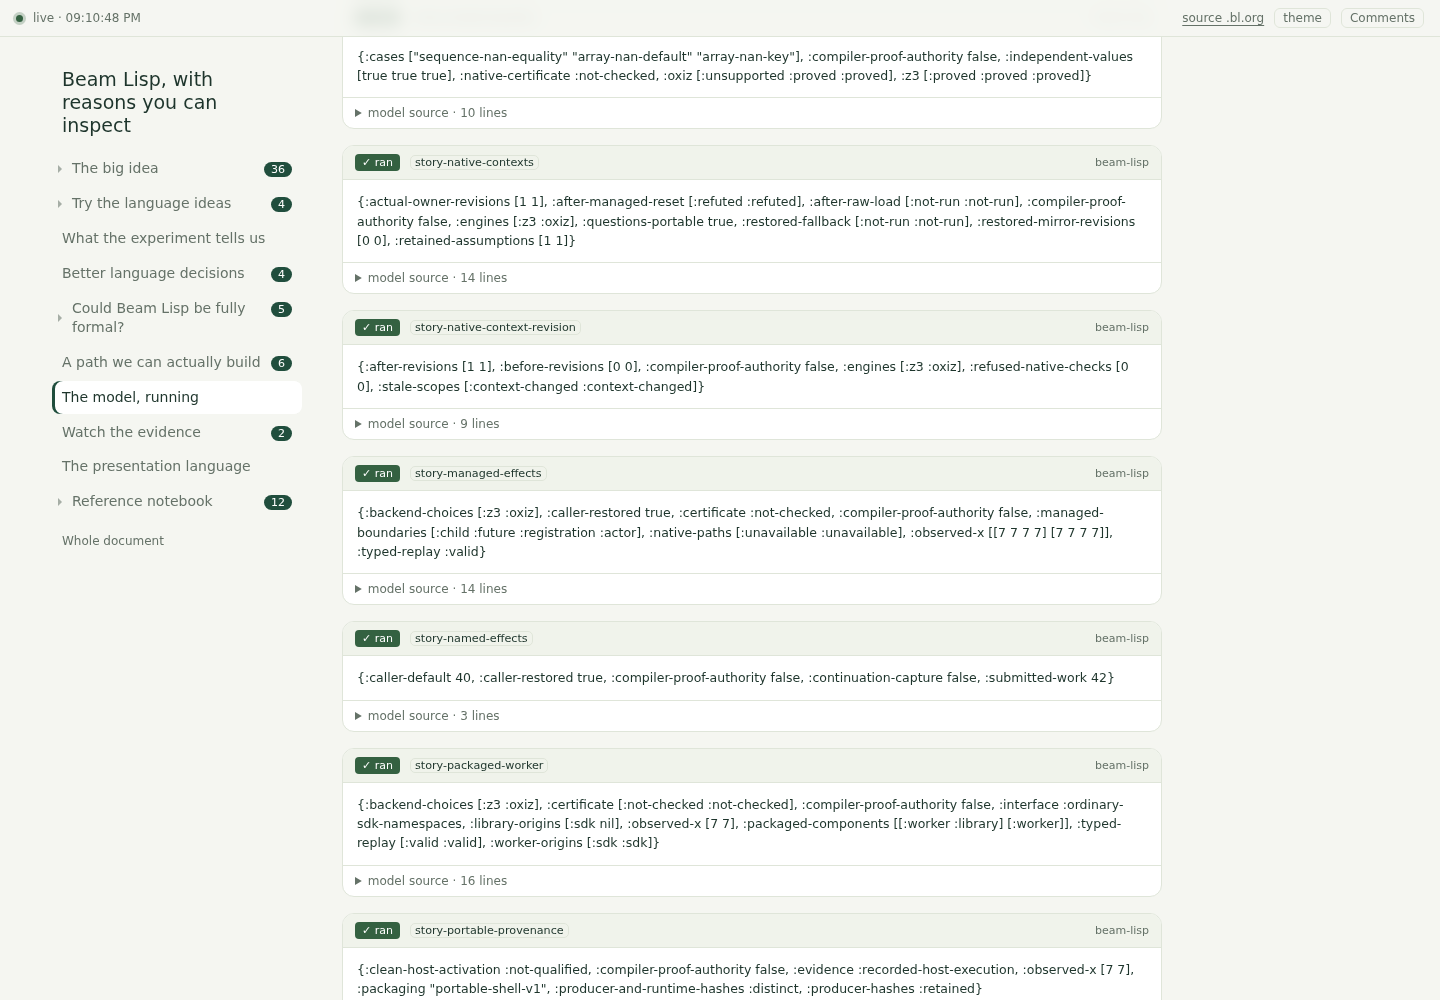 live · 09:10:48 PM
source .bl.org
theme
Comments
Beam Lisp, with
reasons you can
inspect
The big idea
36
Try the language ideas
4
What the experiment tells us
Better language decisions
4
Could Beam Lisp be fully
formal?
5
A path we can actually build
6
The model, running
Watch the evidence
2
The presentation language
Reference notebook
12
Whole document
{:cases ["sequence-nan-equality" "array-nan-default" "array-nan-key"], :compiler-proof-authority false, :independent-values
[true true true], :native-certificate :not-checked, :oxiz [:unsupported :proved :proved], :z3 [:proved :proved :proved]}
model source · 10 lines
✓ ran
story-native-contexts
beam-lisp
{:actual-owner-revisions [1 1], :after-managed-reset [:refuted :refuted], :after-raw-load [:not-run :not-run], :compiler-proof-
authority false, :engines [:z3 :oxiz], :questions-portable true, :restored-fallback [:not-run :not-run], :restored-mirror-revisions
[0 0], :retained-assumptions [1 1]}
model source · 14 lines
✓ ran
story-native-context-revision
beam-lisp
{:after-revisions [1 1], :before-revisions [0 0], :compiler-proof-authority false, :engines [:z3 :oxiz], :refused-native-checks [0
0], :stale-scopes [:context-changed :context-changed]}
model source · 9 lines
✓ ran
story-managed-effects
beam-lisp
{:backend-choices [:z3 :oxiz], :caller-restored true, :certificate :not-checked, :compiler-proof-authority false, :managed-
boundaries [:child :future :registration :actor], :native-paths [:unavailable :unavailable], :observed-x [[7 7 7 7] [7 7 7 7]],
:typed-replay :valid}
model source · 14 lines
✓ ran
story-named-effects
beam-lisp
{:caller-default 40, :caller-restored true, :compiler-proof-authority false, :continuation-capture false, :submitted-work 42}
model source · 3 lines
✓ ran
story-packaged-worker
beam-lisp
{:backend-choices [:z3 :oxiz], :certificate [:not-checked :not-checked], :compiler-proof-authority false, :interface :ordinary-
sdk-namespaces, :library-origins [:sdk nil], :observed-x [7 7], :packaged-components [[:worker :library] [:worker]], :typed-
replay [:valid :valid], :worker-origins [:sdk :sdk]}
model source · 16 lines
✓ ran
story-portable-provenance
beam-lisp
{:clean-host-activation :not-qualified, :compiler-proof-authority false, :evidence :recorded-host-execution, :observed-x [7 7],
:packaging "portable-shell-v1", :producer-and-runtime-hashes :distinct, :producer-hashes :retained}